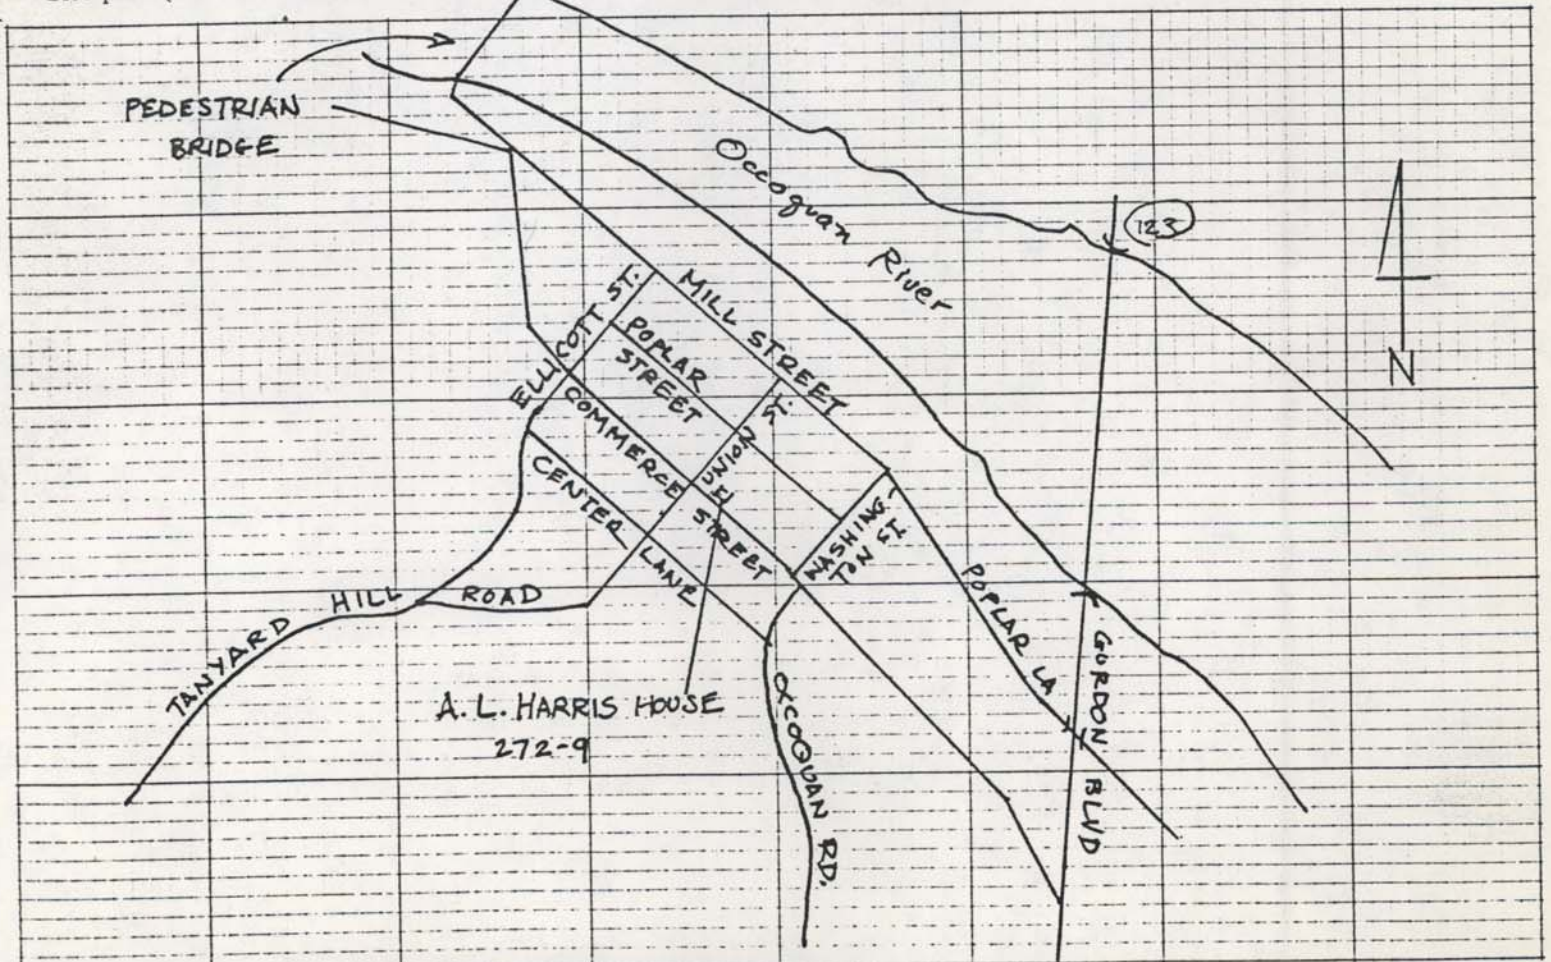 PEDESTRIAN
BRIDGE
Occoquan River
123
N
ELLICOTT ST.
MILL STREET
POPLAR
STREET
UNION
ST.
COMMERCE STREET
CENTER LANE
WASHING-
TON ST
POPLAR LA
GORDON BLVD
TANYARD HILL ROAD
A. L. HARRIS HOUSE
272-9
OCCOQUAN RD.